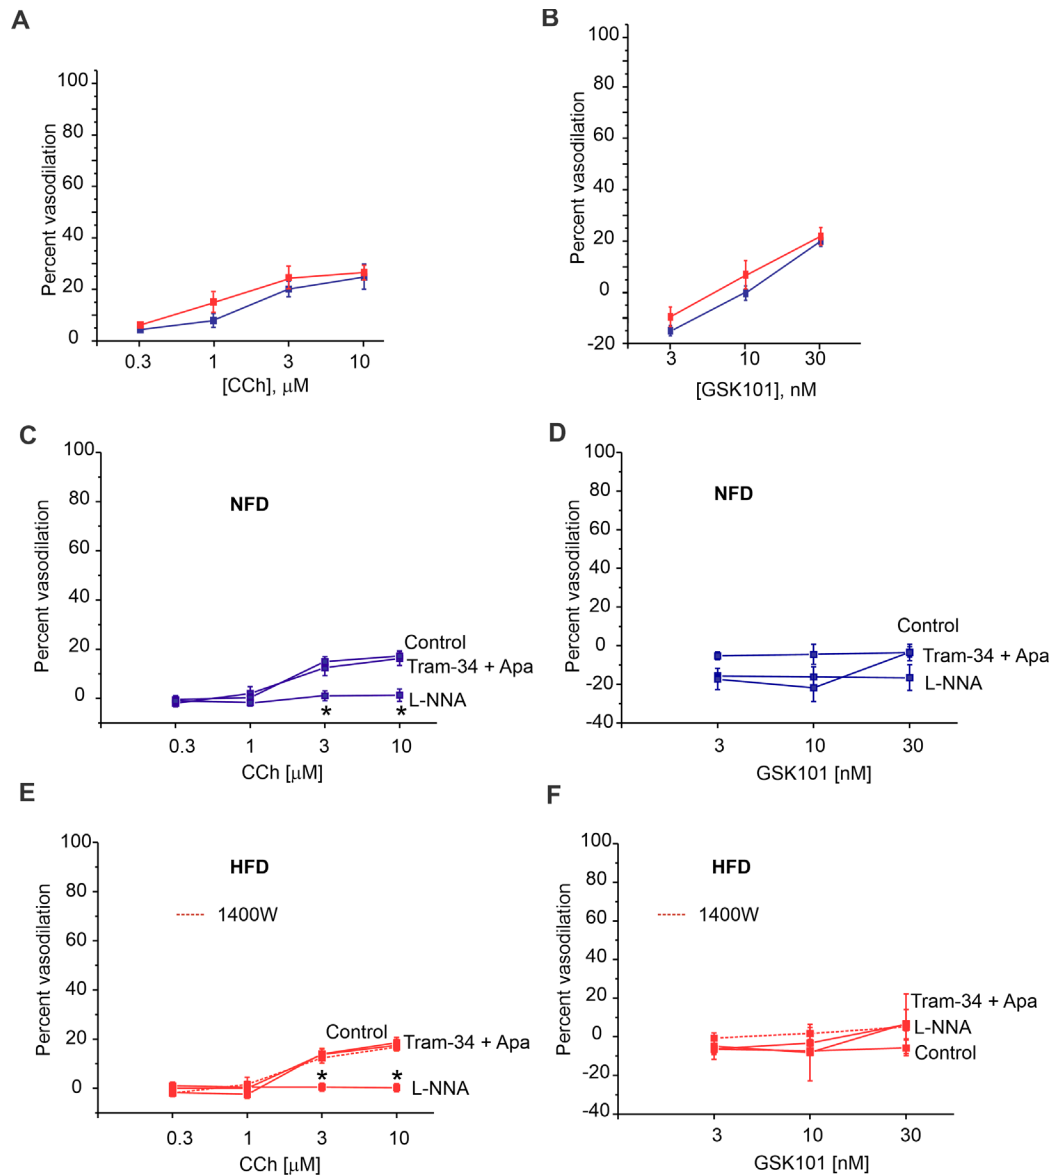 A
100
80
60
40
20
0
Percent vasodilation
0.3 1 3 10
[CCh], μM
B
100
80
60
40
20
0
-20
Percent vasodilation
3 10 30
[GSK101], nM
C
100
80
60
40
20
0
Percent vasodilation
NFD
Control
Tram-34 + Apa
L-NNA
* *
0.3 1 3 10
CCh [μM]
D
100
80
60
40
20
0
-20
-40
Percent vasodilation
NFD
Control
Tram-34 + Apa
L-NNA
3 10 30
GSK101 [nM]
E
100
80
60
40
20
0
Percent vasodilation
HFD
1400W
Control
Tram-34 + Apa
* *
L-NNA
0.3 1 3 10
CCh [μM]
F
100
80
60
40
20
0
-20
-40
Percent vasodilation
HFD
1400W
Tram-34 + Apa
L-NNA
Control
3 10 30
GSK101 [nM]